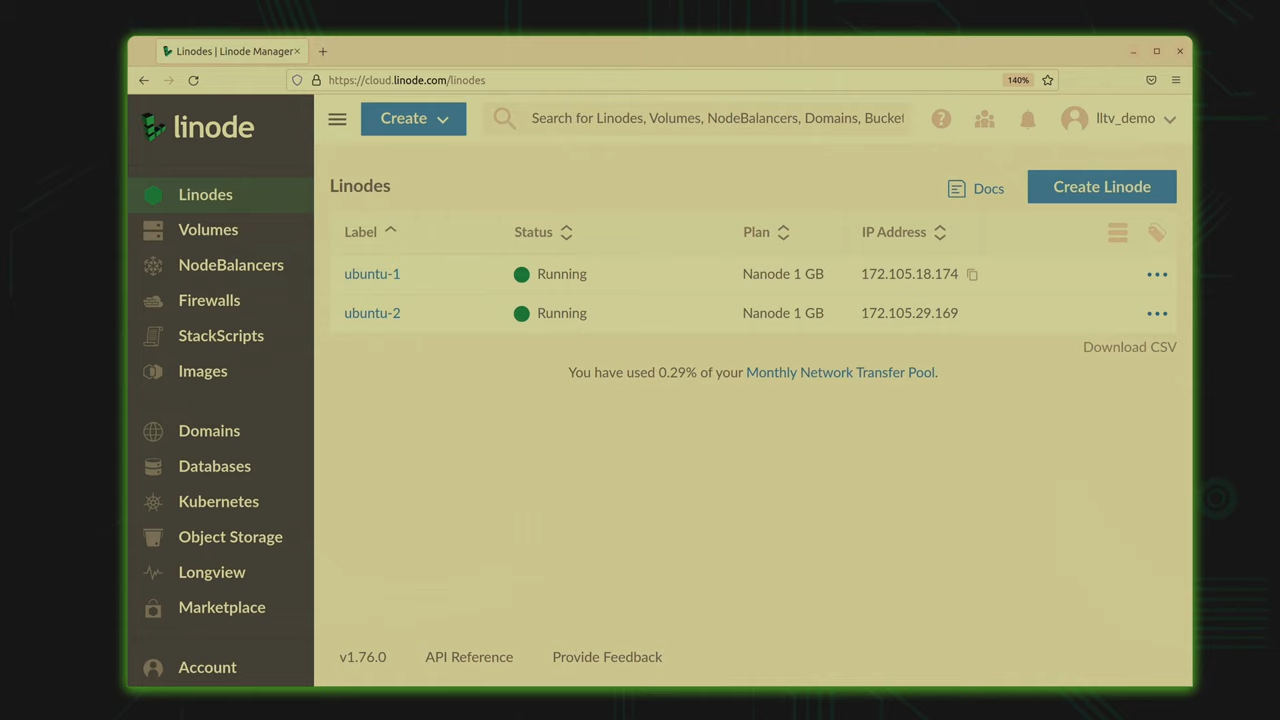 Linodes | Linode Manager
https://cloud.linode.com/linodes
140%
linode
Create
Search for Linodes, Volumes, NodeBalancers, Domains, Bucket
lltv_demo
Linodes
Volumes
NodeBalancers
Firewalls
StackScripts
Images
Domains
Databases
Kubernetes
Object Storage
Longview
Marketplace
Account
Linodes
Docs
Create Linode
Label Status Plan IP Address
ubuntu-1 Running Nanode 1 GB 172.105.18.174
ubuntu-2 Running Nanode 1 GB 172.105.29.169
Download CSV
You have used 0.29% of your Monthly Network Transfer Pool.
v1.76.0 API Reference Provide Feedback